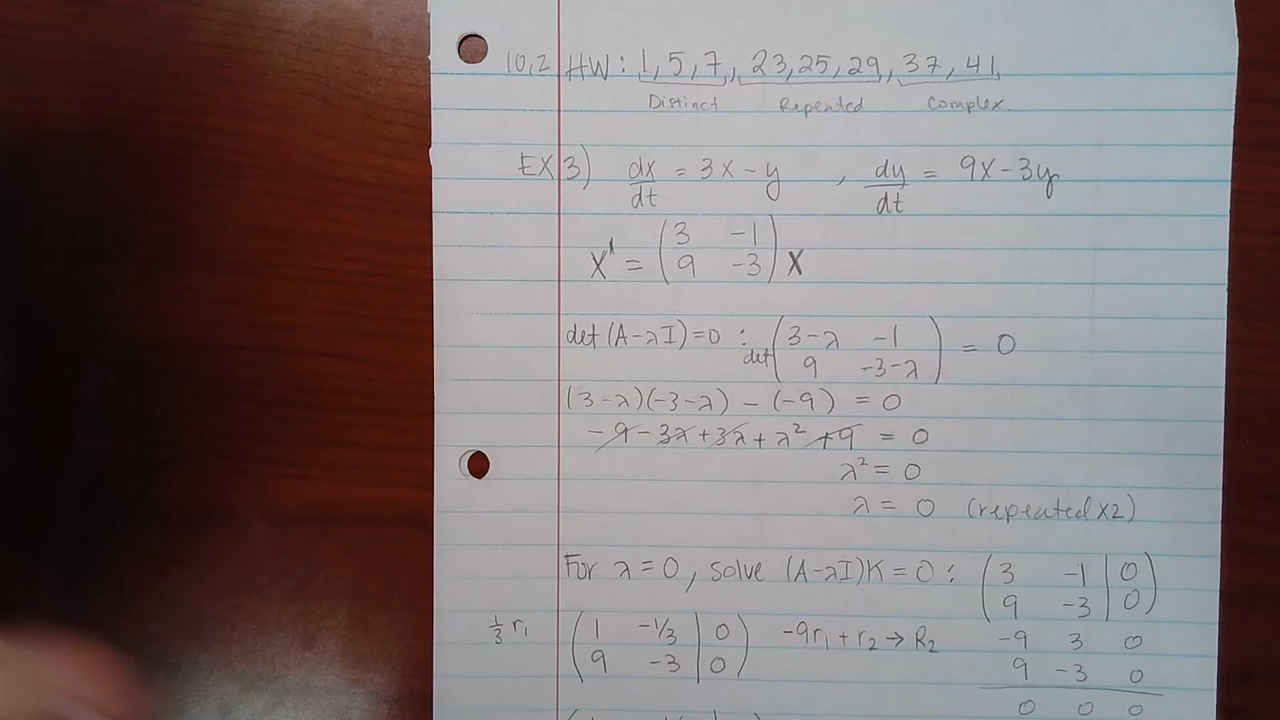 10.2 HW: 1, 5, 7, 23, 25, 29, 37, 41
Distinct Repeated Complex.
EX 3) dx/dt = 3x - y , dy/dt = 9x - 3y
X' = (3 -1; 9 -3) X
det (A-λI) = 0 : det (3-λ -1; 9 -3-λ) = 0
(3-λ)(-3-λ) - (-9) = 0
-9 - 3λ + 3λ + λ² + 9 = 0
λ² = 0
λ = 0 (repeated x2)
For λ = 0, solve (A-λI)K = 0 : (3 -1 | 0; 9 -3 | 0)
1/3 r₁ (1 -1/3 | 0; 9 -3 | 0) -9r₁ + r₂ → R₂
-9 3 0
9 -3 0
0 0 0